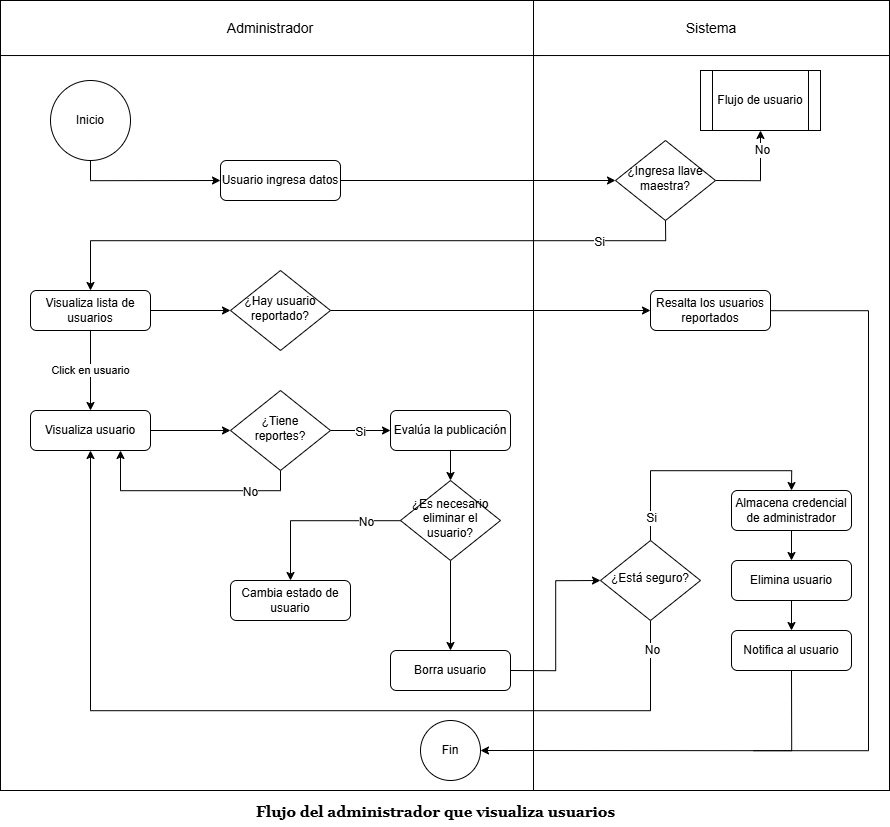 Administrador
Sistema
Inicio
Flujo de usuario
Usuario ingresa datos
¿Ingresa llave
maestra?
No
Si
Visualiza lista de
usuarios
¿Hay usuario
reportado?
Resalta los usuarios
reportados
Click en usuario
Visualiza usuario
¿Tiene
reportes?
Si
Evalúa la publicación
No
¿Es necesario
eliminar el
usuario?
No
Cambia estado de
usuario
Si
Almacena credencial
de administrador
¿Está seguro?
Elimina usuario
No
Notifica al usuario
Borra usuario
Fin
Flujo del administrador que visualiza usuarios